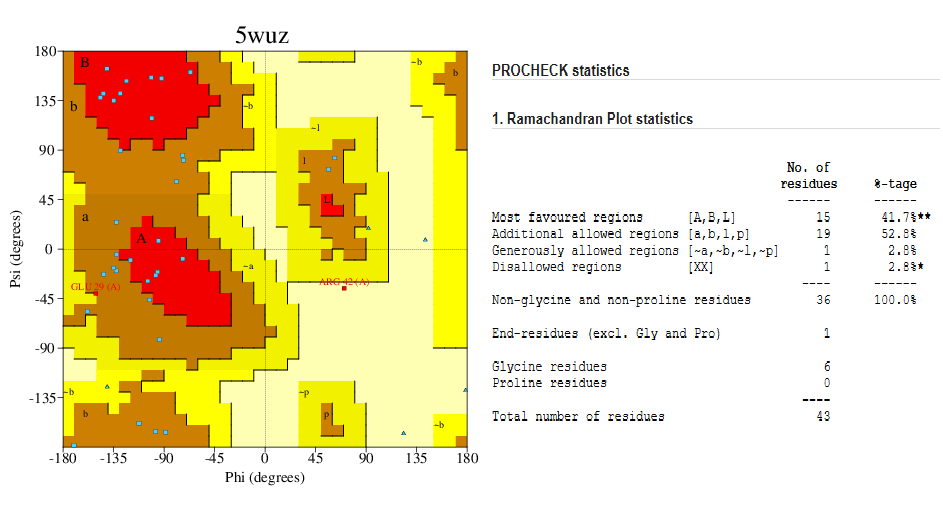 5wuz
180
135
90
45
0
-45
-90
-135
Psi (degrees)
B
b
~b
~b
b
~l
l
L
a
A
~a
GLU 29 (A)
ARG 42 (A)
~b
b
~p
p
~b
-180 -135 -90 -45 0 45 90 135 180
Phi (degrees)
PROCHECK statistics
1. Ramachandran Plot statistics
No. of
residues %-tage
------ ------
Most favoured regions [A,B,L] 15 41.7%**
Additional allowed regions [a,b,l,p] 19 52.8%
Generously allowed regions [~a,~b,~l,~p] 1 2.8%
Disallowed regions [XX] 1 2.8%*
---- ------
Non-glycine and non-proline residues 36 100.0%
End-residues (excl. Gly and Pro) 1
Glycine residues 6
Proline residues 0
----
Total number of residues 43